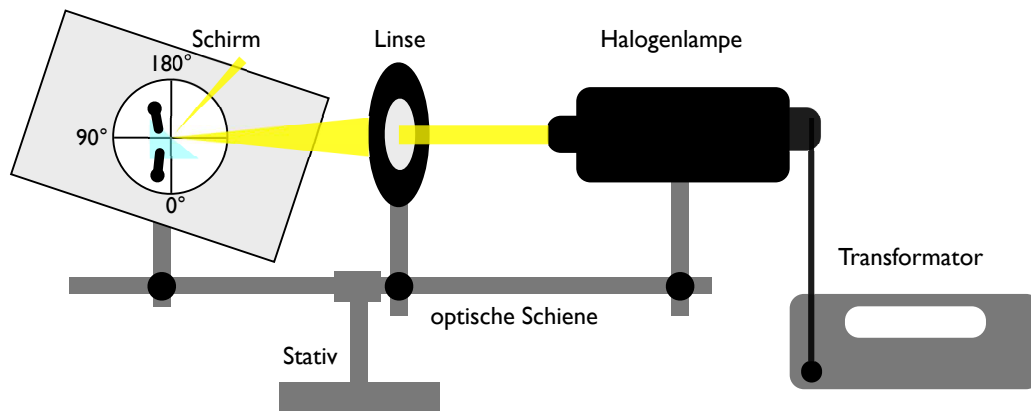 Schirm
Linse
Halogenlampe
180°
90°
0°
Transformator
optische Schiene
Stativ